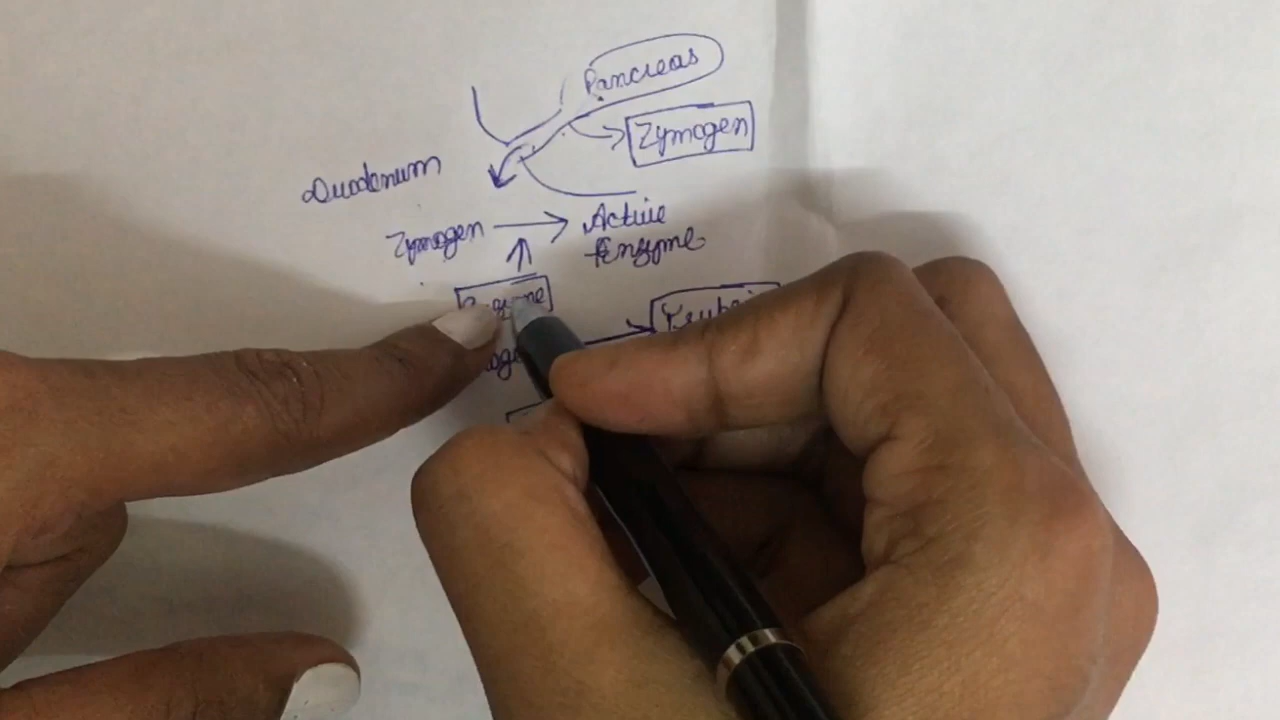 Pancreas
Zymogen
Duodenum
Zymogen → Active
Enzyme